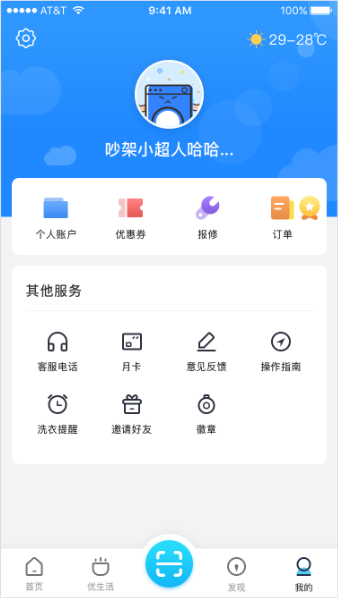 AT&T 9:41 AM 100%
29-28℃
吵架小超人哈哈...
个人账户 优惠券 报修 订单
其他服务
客服电话 月卡 意见反馈 操作指南
洗衣提醒 邀请好友 徽章
首页 优生活 发现 我的